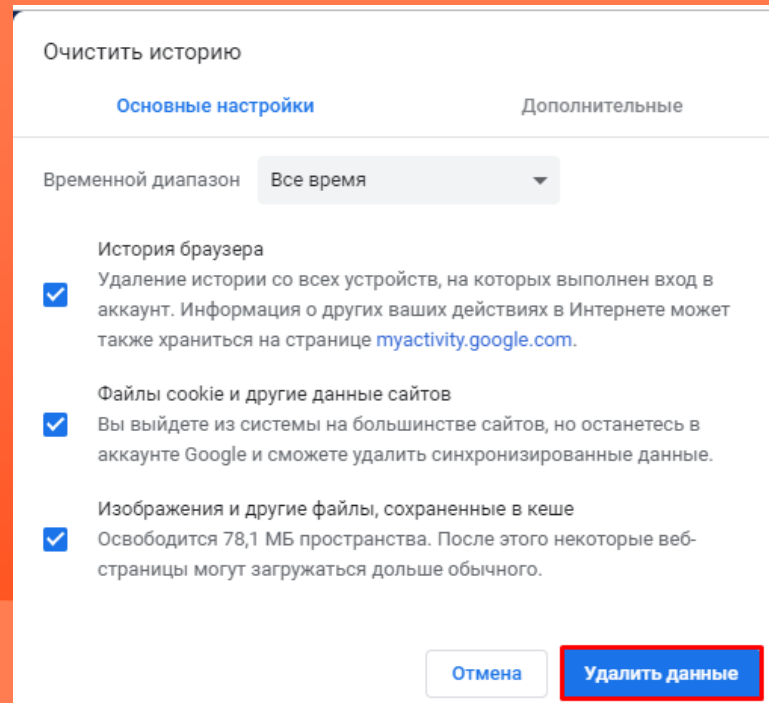 Очистить историю
Основные настройки
Дополнительные
Временной диапазон
Все время
История браузера
Удаление истории со всех устройств, на которых выполнен вход в
аккаунт. Информация о других ваших действиях в Интернете может
также храниться на странице myactivity.google.com.
Файлы cookie и другие данные сайтов
Вы выйдете из системы на большинстве сайтов, но останетесь в
аккаунте Google и сможете удалить синхронизированные данные.
Изображения и другие файлы, сохраненные в кеше
Освободится 78,1 МБ пространства. После этого некоторые веб-
страницы могут загружаться дольше обычного.
Отмена
Удалить данные